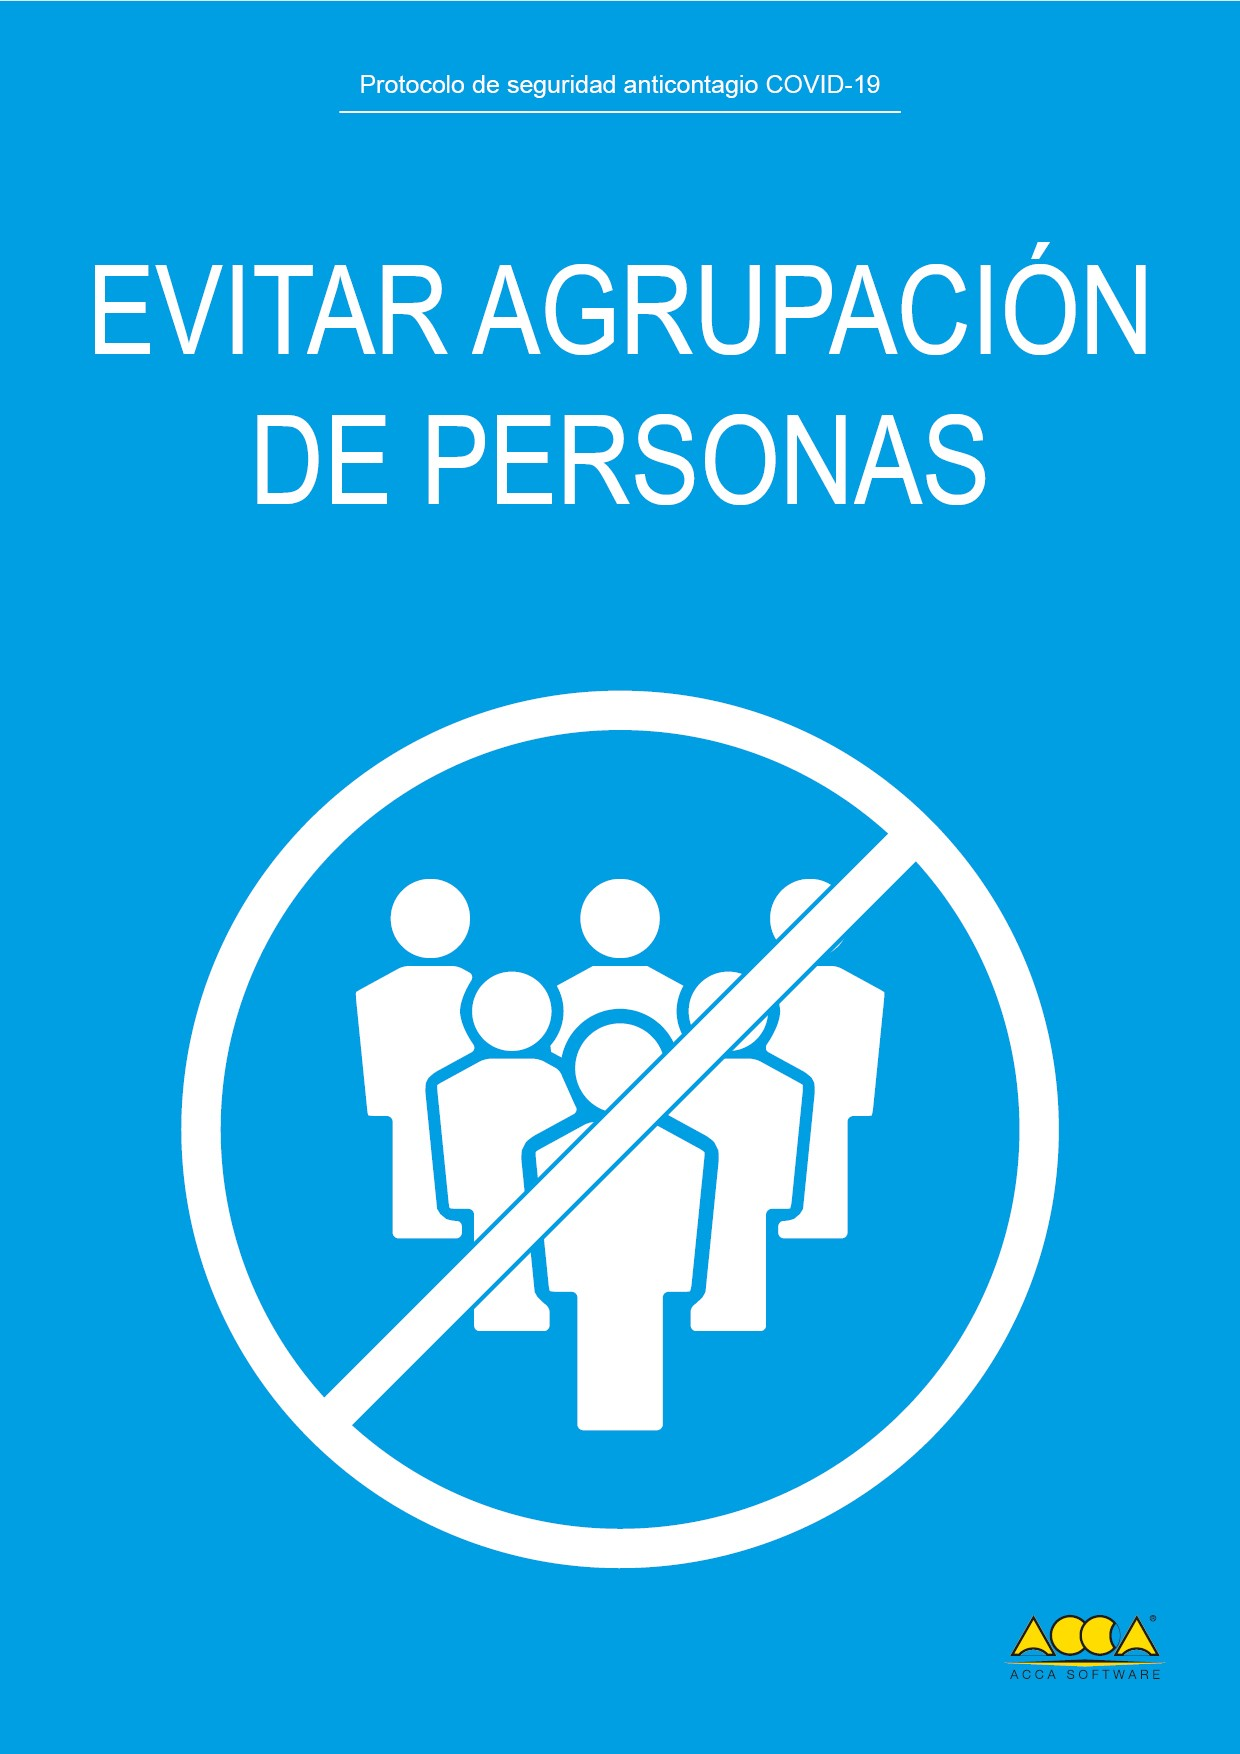 Protocolo de seguridad anticontagio COVID-19
EVITAR AGRUPACIÓN
DE PERSONAS
ACCA®
ACCA SOFTWARE